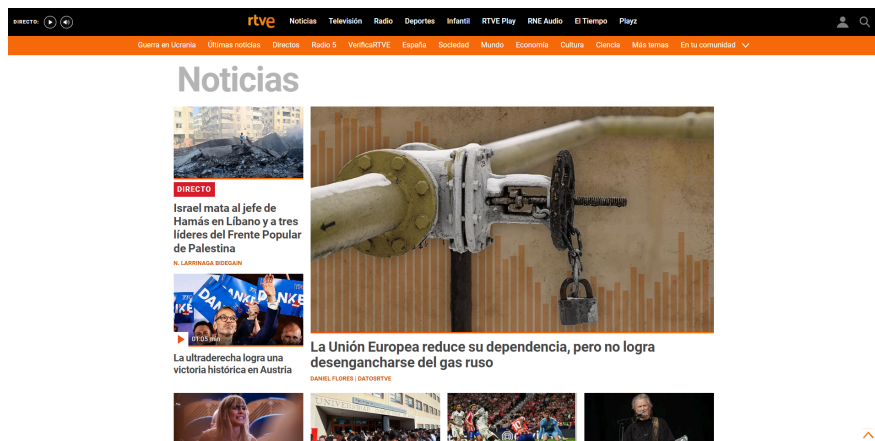 DIRECTO:
rtve Noticias Televisión Radio Deportes Infantil RTVE Play RNE Audio El Tiempo Playz
Guerra en Ucrania Últimas noticias Directos Radio 5 VerificaRTVE España Sociedad Mundo Economía Cultura Ciencia Más temas En tu comunidad
Noticias
DIRECTO
Israel mata al jefe de
Hamás en Líbano y a tres
líderes del Frente Popular
de Palestina
N. LARRINAGA BIDEGAIN
DANKE
01:05 min
La ultraderecha logra una
victoria histórica en Austria
La Unión Europea reduce su dependencia, pero no logra
desengancharse del gas ruso
DANIEL FLORES | DATOSRTVE
UNIVERSID